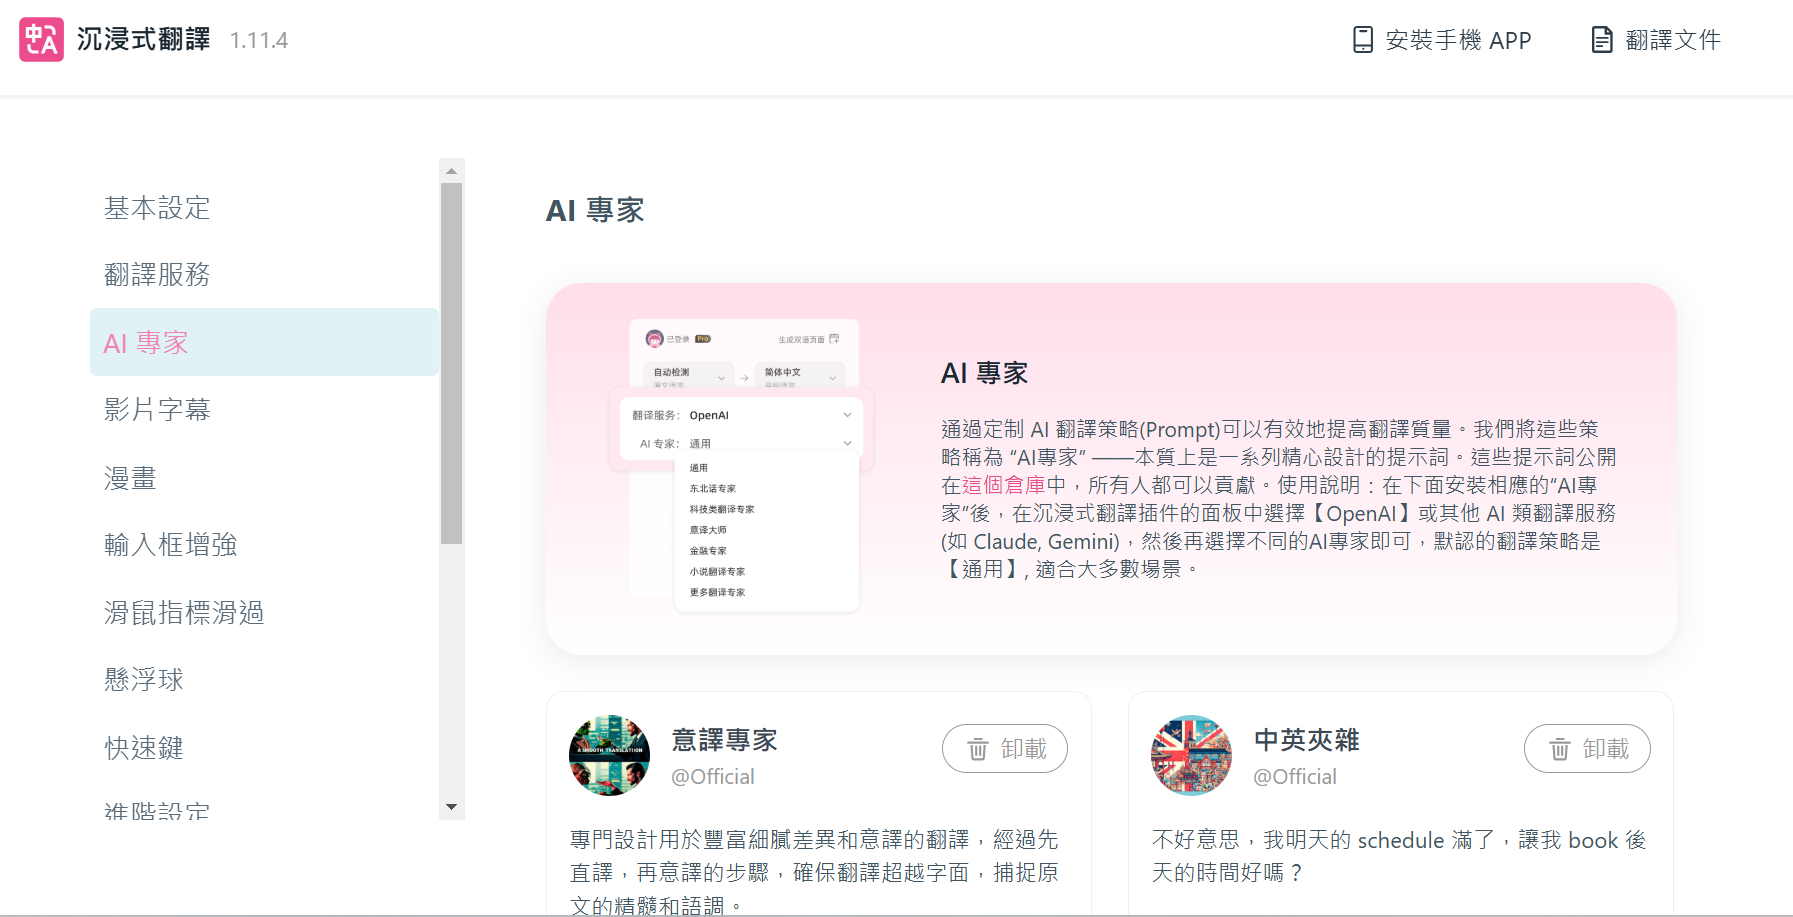 沉浸式翻譯 1.11.4
安裝手機 APP
翻譯文件
基本設定
翻譯服務
AI 專家
影片字幕
漫畫
輸入框增強
滑鼠指標滑過
懸浮球
快速鍵
進階設定
AI 專家
已登录 Pro
生成双语页面
自动检测
原文语言
简体中文
目标语言
翻译服务： OpenAI
AI 专家： 通用
通用
东北话专家
科技类翻译专家
意译大师
金融专家
小说翻译专家
更多翻译专家
AI 專家
通過定制 AI 翻譯策略(Prompt)可以有效地提高翻譯質量。我們將這些策
略稱為 “AI專家” ——本質上是一系列精心設計的提示詞。這些提示詞公開
在這個倉庫中，所有人都可以貢獻。使用說明：在下面安裝相應的“AI專
家”後，在沉浸式翻譯插件的面板中選擇【OpenAI】或其他 AI 類翻譯服務
(如 Claude, Gemini)，然後再選擇不同的AI專家即可，默認的翻譯策略是
【通用】, 適合大多數場景。
A SMOOTH TRANSLATIION
意譯專家
@Official
卸載
專門設計用於豐富細膩差異和意譯的翻譯，經過先
直譯，再意譯的步驟，確保翻譯超越字面，捕捉原
文的精髓和語調。
中英夾雜
@Official
卸載
不好意思，我明天的 schedule 滿了，讓我 book 後
天的時間好嗎？